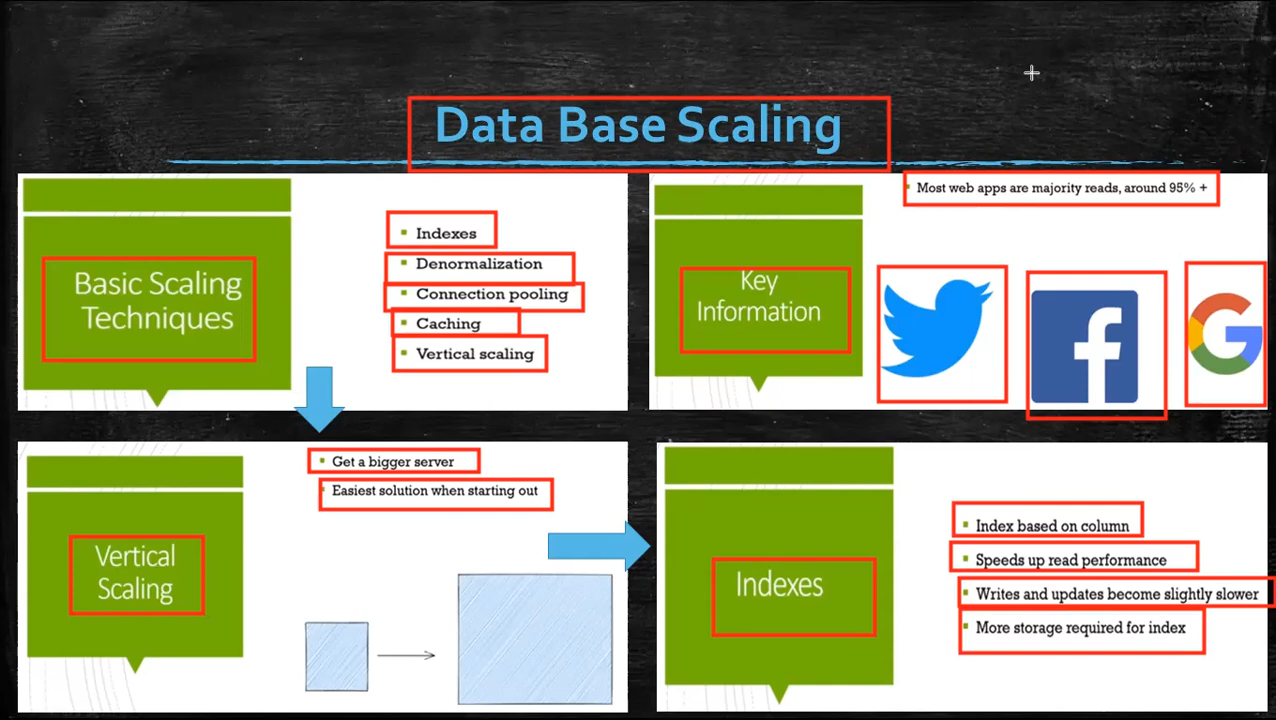 Data Base Scaling
Basic Scaling
Techniques
Indexes
Denormalization
Connection pooling
Caching
Vertical scaling
Key
Information
Most web apps are majority reads, around 95% +
Vertical
Scaling
Get a bigger server
Easiest solution when starting out
Indexes
Index based on column
Speeds up read performance
Writes and updates become slightly slower
More storage required for index